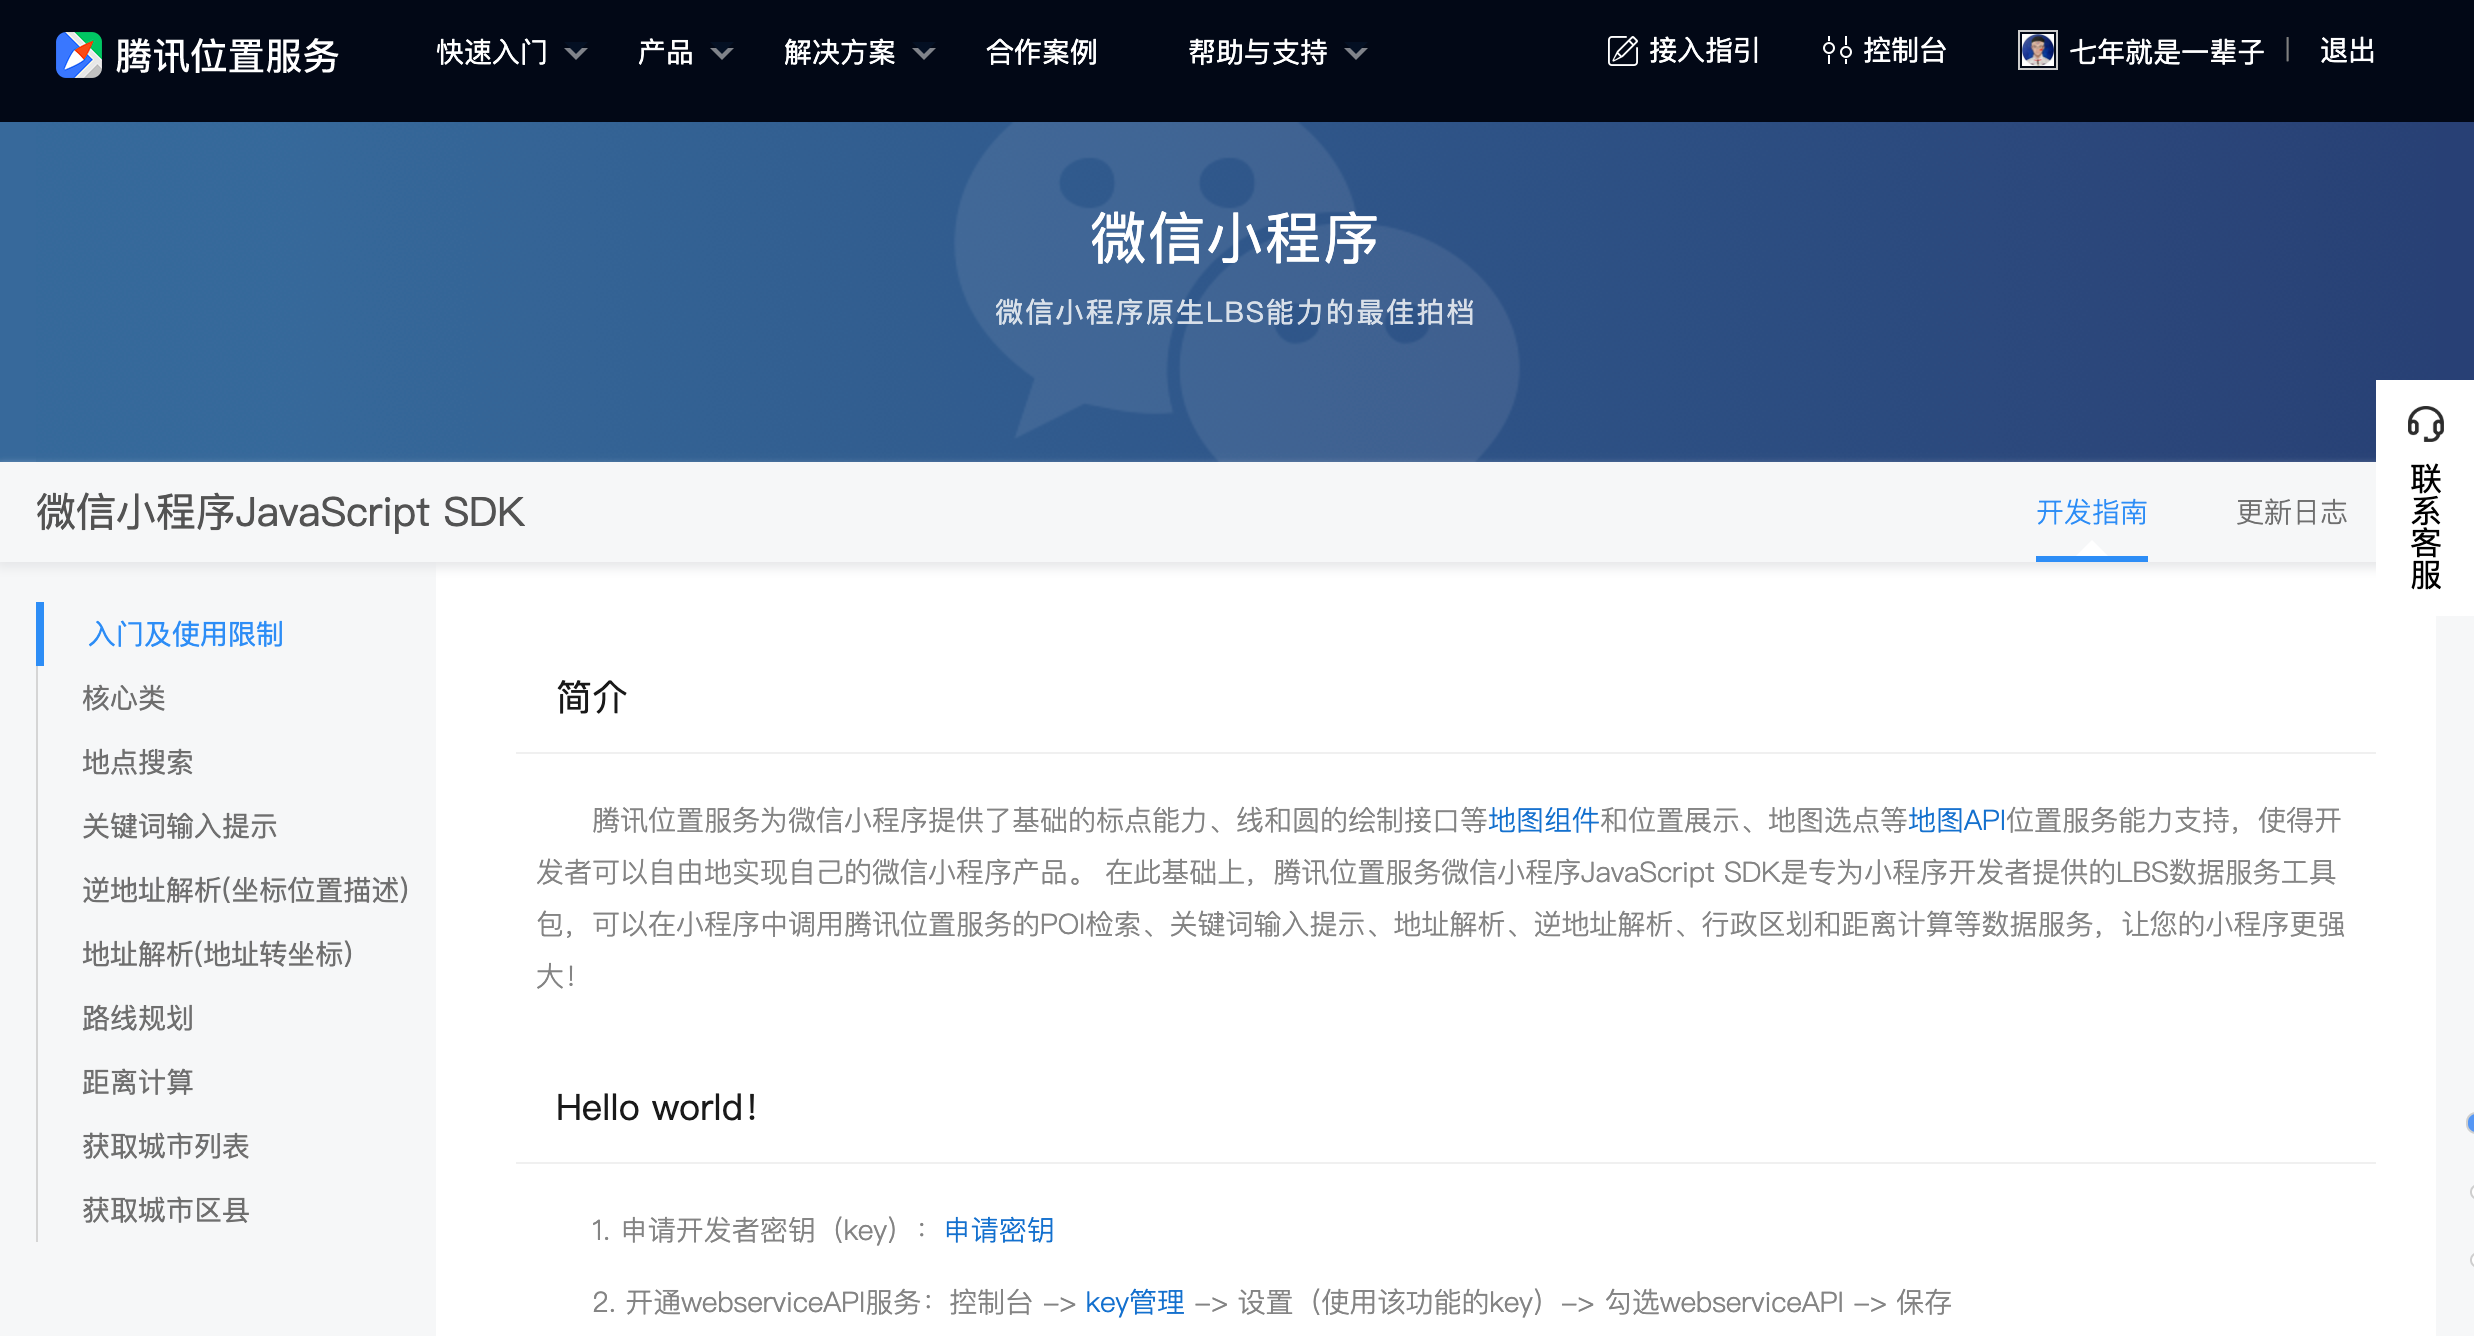 腾讯位置服务 快速入门 产品 解决方案 合作案例 帮助与支持 接入指引 控制台 七年就是一辈子 | 退出
微信小程序
微信小程序原生LBS能力的最佳拍档
联系客服
微信小程序JavaScript SDK 开发指南 更新日志
入门及使用限制
核心类
地点搜索
关键词输入提示
逆地址解析(坐标位置描述)
地址解析(地址转坐标)
路线规划
距离计算
获取城市列表
获取城市区县
简介
腾讯位置服务为微信小程序提供了基础的标点能力、线和圆的绘制接口等地图组件和位置展示、地图选点等地图API位置服务能力支持，使得开
发者可以自由地实现自己的微信小程序产品。 在此基础上，腾讯位置服务微信小程序JavaScript SDK是专为小程序开发者提供的LBS数据服务工具
包，可以在小程序中调用腾讯位置服务的POI检索、关键词输入提示、地址解析、逆地址解析、行政区划和距离计算等数据服务，让您的小程序更强
大！
Hello world！
1. 申请开发者密钥（key）：申请密钥
2. 开通webserviceAPI服务：控制台 -> key管理 -> 设置（使用该功能的key）-> 勾选webserviceAPI -> 保存